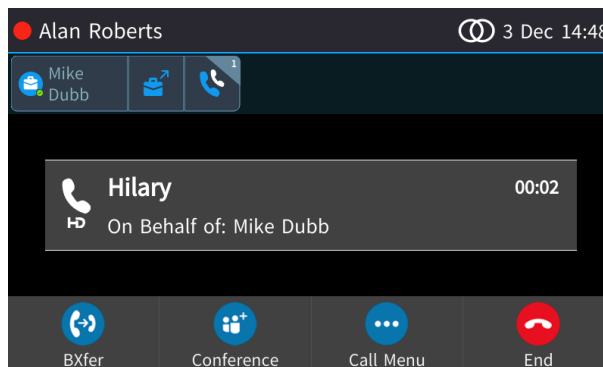 Alan Roberts 3 Dec 14:48
Mike
Dubb
1
Hilary 00:02
HD On Behalf of: Mike Dubb
BXfer Conference Call Menu End